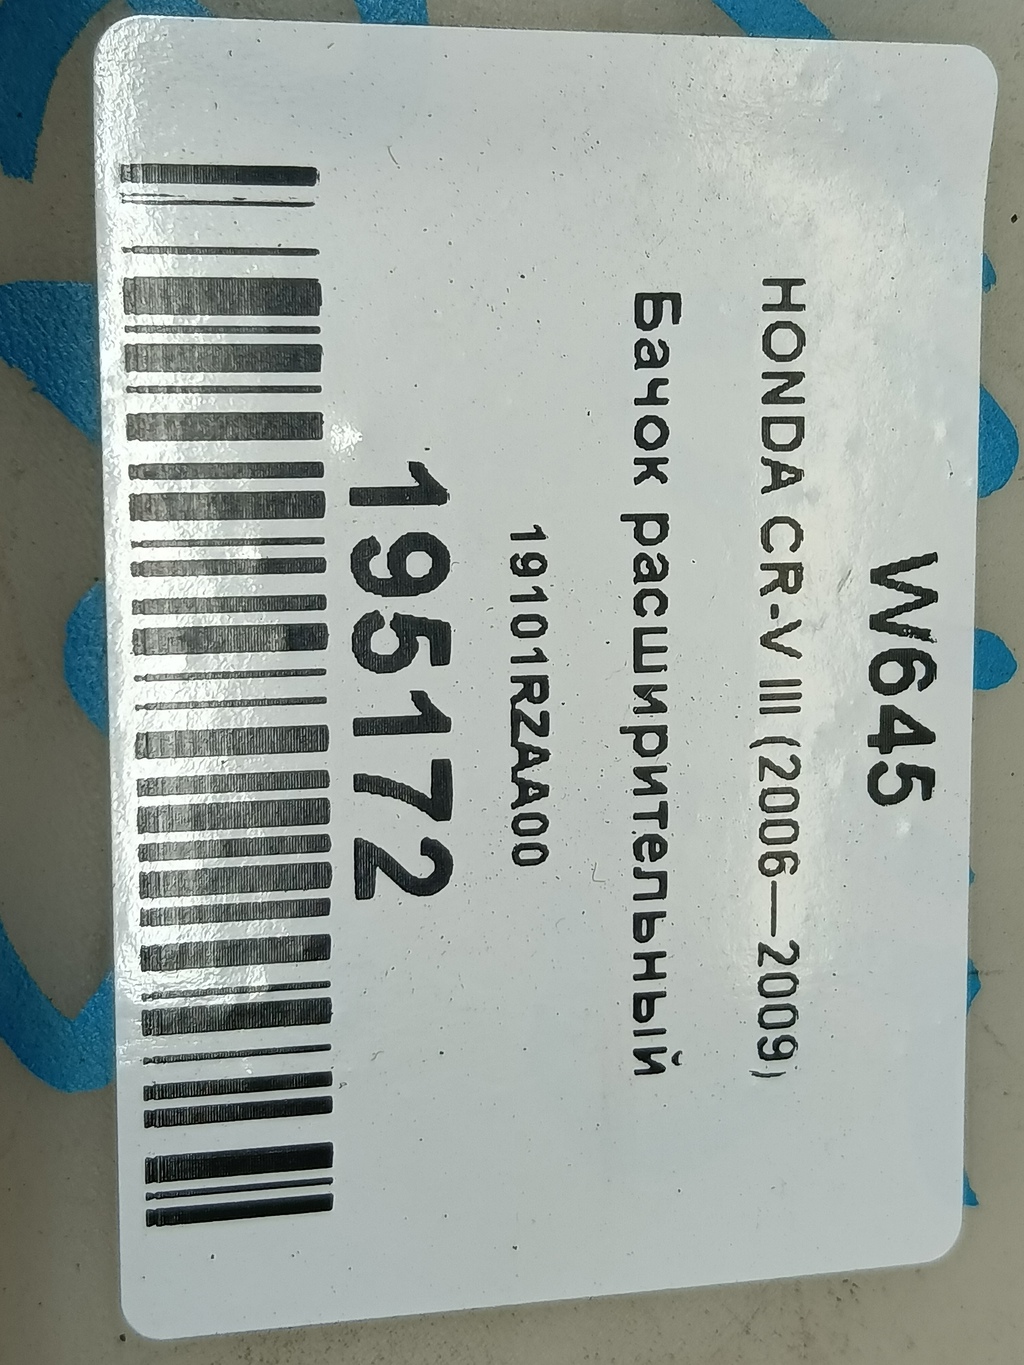 W645
HONDA CR-V III (2006—2009)
Бачок расширительный
19101RZAA00
195172